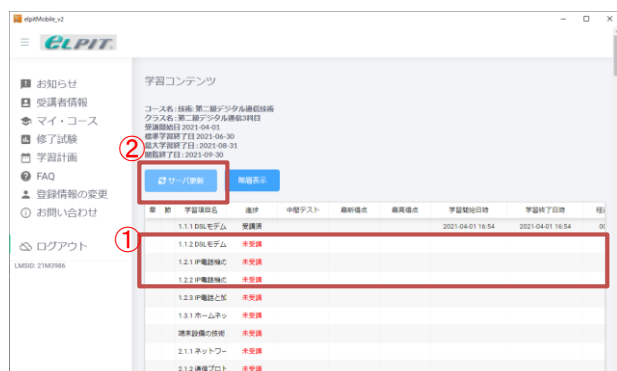 elpitMobile_v2
ELPIT
お知らせ
受講者情報
マイ・コース
修了試験
学習計画
FAQ
登録情報の変更
お問い合わせ
ログアウト
LMSID: 21M3986
学習コンテンツ
コース名 : 技術: 第二級デジタル通信技術
クラス名 : 第二級デジタル通信3科目
受講開始日 2021-04-01
標準学習終了日 : 2021-06-30
最大学習終了日 : 2021-08-31
閲覧終了日 : 2021-09-30
②
サーバ更新 階層表示
章 節 学習項目名 進捗 中間テスト 最新得点 最高得点 学習開始日時 学習終了日時
①
1.1.1 DSLモデム 受講済 2021-04-01 16:54 2021-04-01 16:54
1.1.2 DSLモデム 未受講
1.2.1 IP電話機の 未受講
1.2.2 IP電話機の 未受講
1.2.3 IP電話と加 未受講
1.3.1 ホームネッ 未受講
端末設備の技術 未受講
2.1.1 ネットワー 未受講
2.1.2 通信プロト 未受講